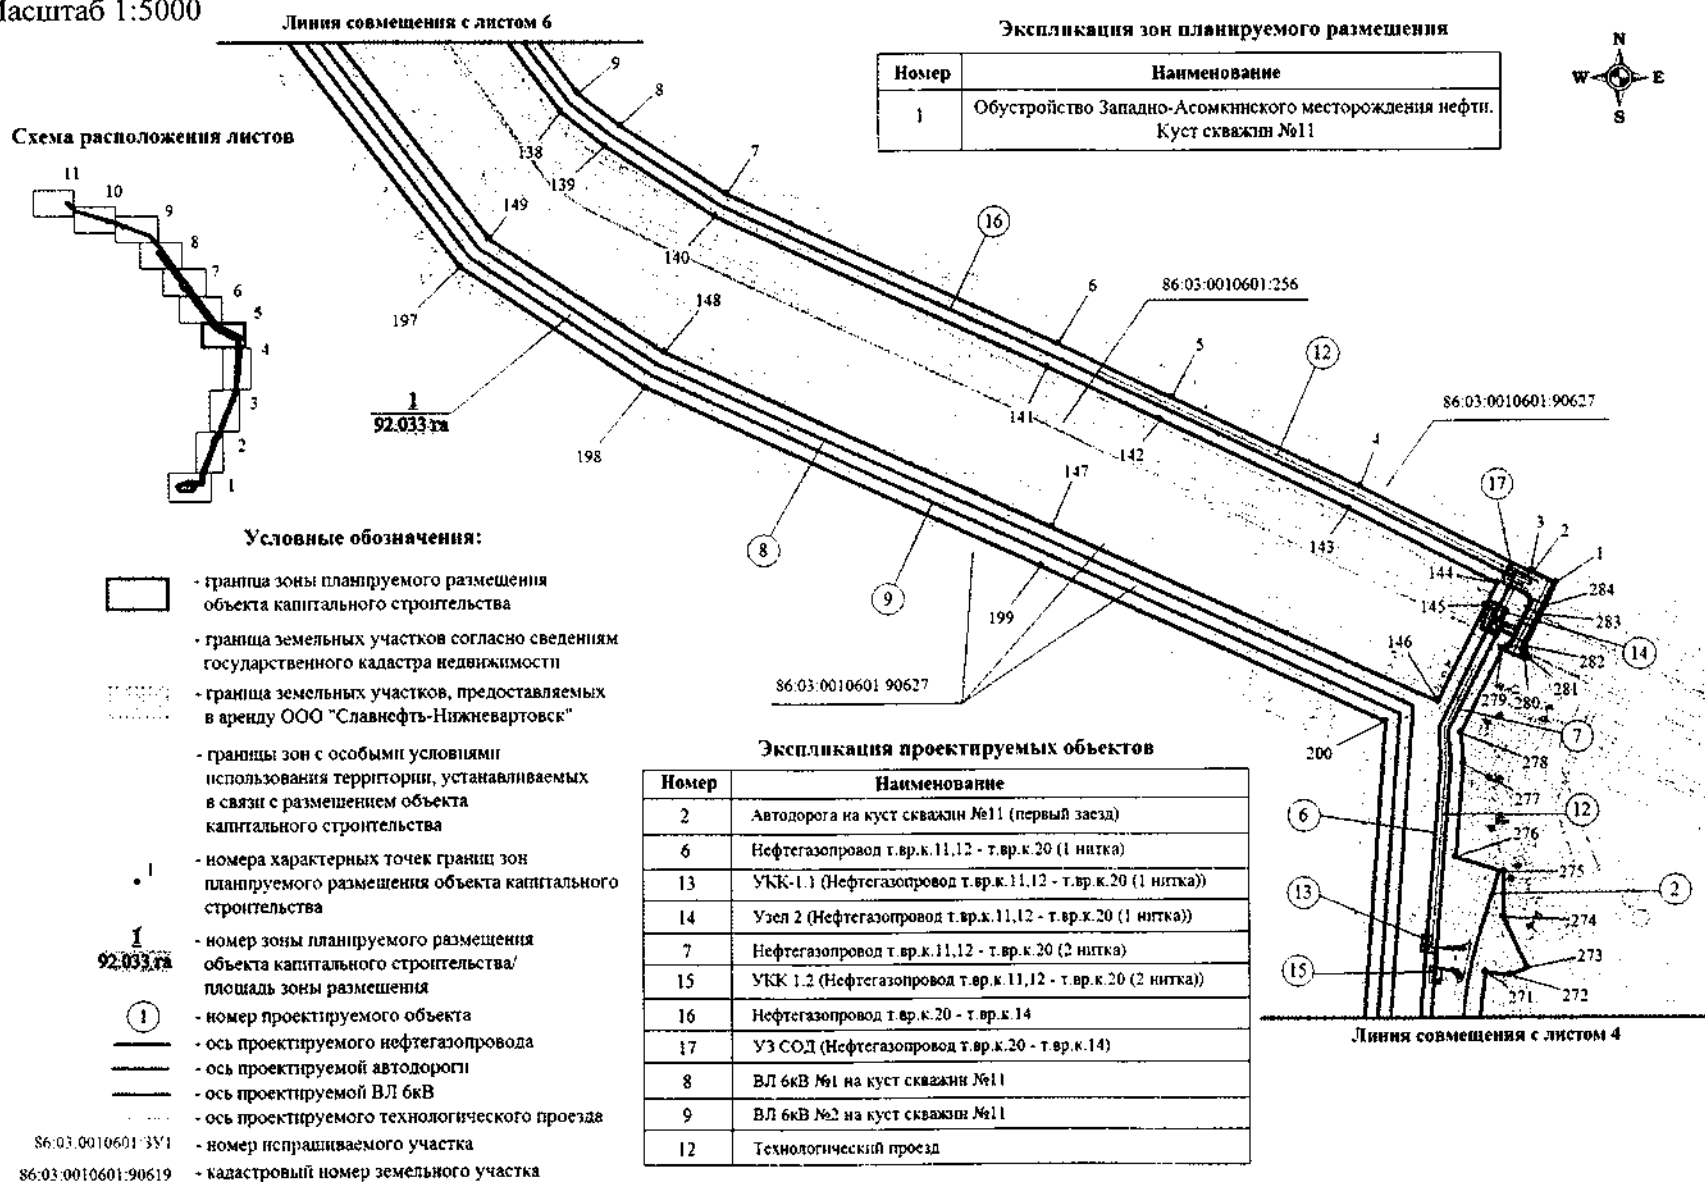 Масштаб 1:5000
Линия совмещения с листом 6
Экспликация зон планируемого размещения
Номер Наименование
1 Обустройство Западно-Асомкинского месторождения нефти.
Куст скважин №11
N
W E
S
Схема расположения листов
11
10
9
8
7
6
5
4
3
2
1
9
8
7
138
139
149
140
16
6
86:03:0010601:256
148
197
5
12
1
92.033 га
141
142
86:03:0010601:90627
4
198
147
17
3
2
1
143
8
144
284
145
283
9
199
14
146
282
281
279
280
86:03:0010601 90627
200
7
278
277
6
12
276
275
13
2
274
273
15
271
272
Линия совмещения с листом 4
Условные обозначения:
- граница зоны планируемого размещения
объекта капитального строительства
- граница земельных участков согласно сведениям
государственного кадастра недвижимости
- граница земельных участков, предоставляемых
в аренду ООО "Славнефть-Нижневартовск"
- границы зон с особыми условиями
использования территории, устанавливаемых
в связи с размещением объекта
капитального строительства
1 - номера характерных точек границ зон
планируемого размещения объекта капитального
строительства
1
92.033 га
- номер зоны планируемого размещения
объекта капитального строительства/
площадь зоны размещения
1 - номер проектируемого объекта
- ось проектируемого нефтегазопровода
- ось проектируемой автодороги
- ось проектируемой ВЛ 6кВ
- ось проектируемого технологического проезда
86:03:0010601:ЗУ1 - номер испрашиваемого участка
86:03:0010601:90619 - кадастровый номер земельного участка
Экспликация проектируемых объектов
Номер Наименование
2 Автодорога на куст скважин №11 (первый заезд)
6 Нефтегазопровод т.вр.к.11,12 - т.вр.к.20 (1 нитка)
13 УКК-1.1 (Нефтегазопровод т.вр.к.11,12 - т.вр.к.20 (1 нитка))
14 Узел 2 (Нефтегазопровод т.вр.к.11,12 - т.вр.к.20 (1 нитка))
7 Нефтегазопровод т.вр.к.11,12 - т.вр.к.20 (2 нитка)
15 УКК 1.2 (Нефтегазопровод т.вр.к.11,12 - т.вр.к.20 (2 нитка))
16 Нефтегазопровод т.вр.к.20 - т.вр.к.14
17 УЗ СОД (Нефтегазопровод т.вр.к.20 - т.вр.к.14)
8 ВЛ 6кВ №1 на куст скважин №11
9 ВЛ 6кВ №2 на куст скважин №11
12 Технологический проезд